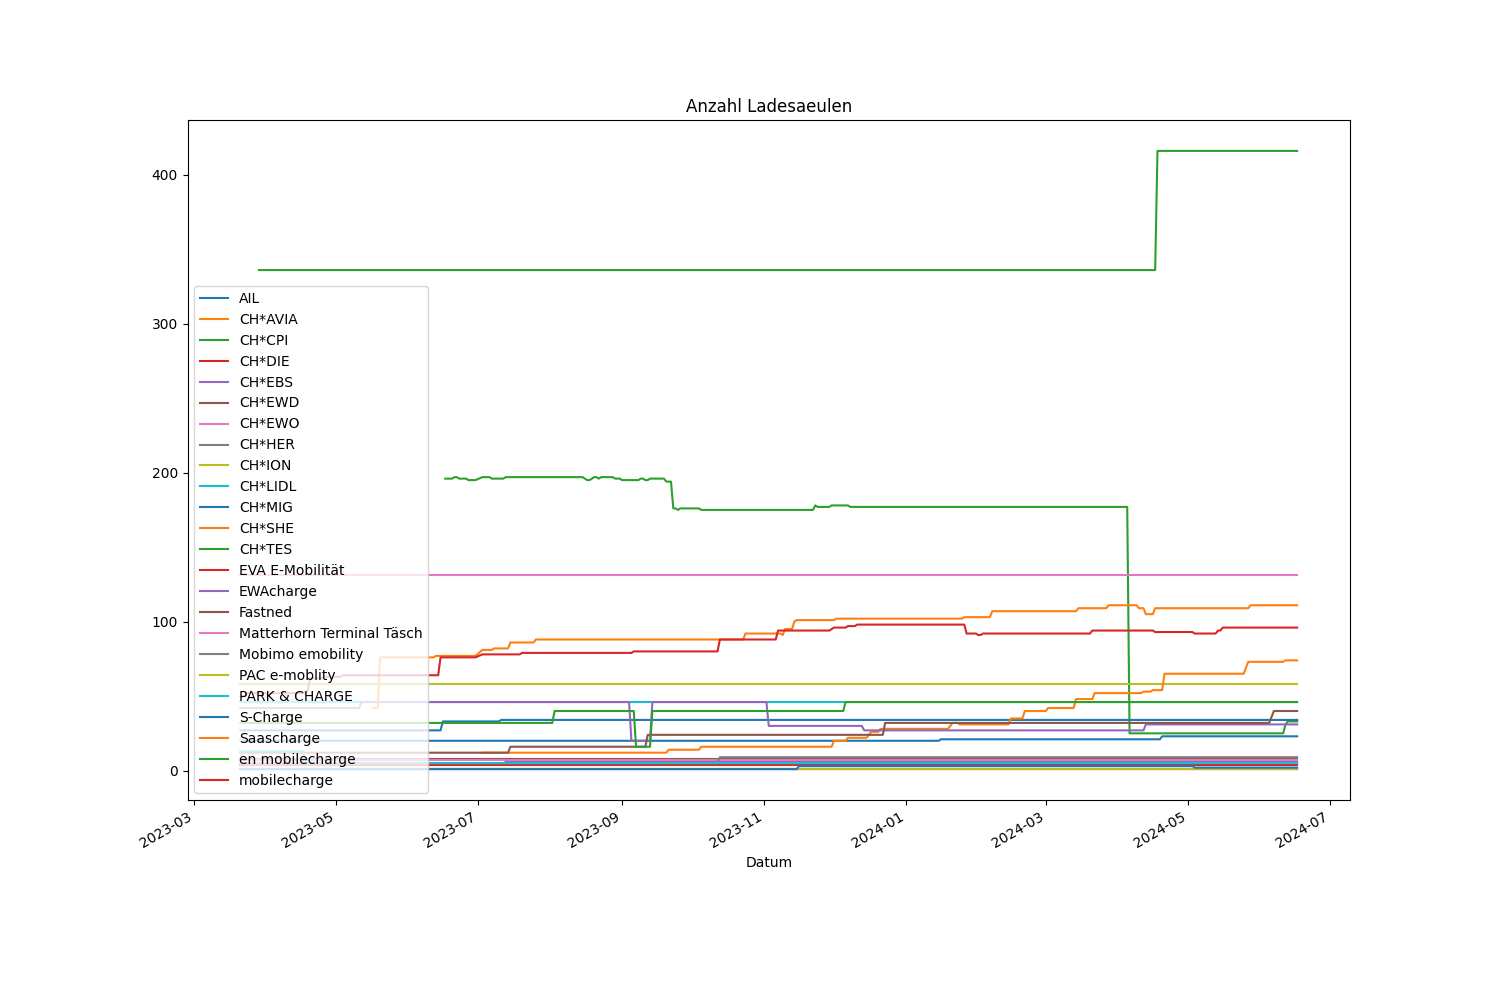 Anzahl Ladesaeulen
400
300
200
100
0
AIL
CH*AVIA
CH*CPI
CH*DIE
CH*EBS
CH*EWD
CH*EWO
CH*HER
CH*ION
CH*LIDL
CH*MIG
CH*SHE
CH*TES
EVA E-Mobilität
EWAcharge
Fastned
Matterhorn Terminal Täsch
Mobimo emobility
PAC e-moblity
PARK & CHARGE
S-Charge
Saascharge
en mobilecharge
mobilecharge
2023-03 2023-05 2023-07 2023-09 2023-11 2024-01 2024-03 2024-05 2024-07
Datum